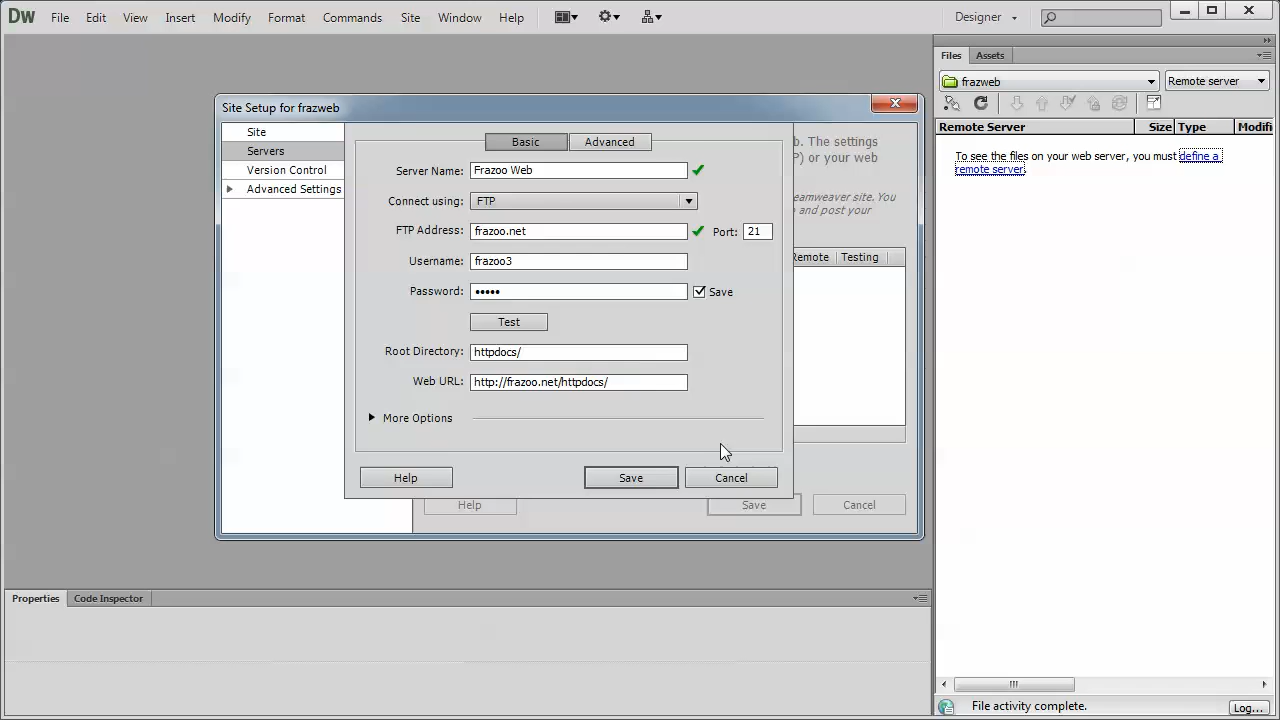 Dw File Edit View Insert Modify Format Commands Site Window Help Designer
Files Assets
frazweb Remote server
Remote Server Size Type Modifi
To see the files on your web server, you must define a
remote server.
Site Setup for frazweb
Site
Servers
Version Control
Advanced Settings
Basic Advanced
b. The settings
P) or your web
eamweaver site. You
and post your
Server Name: Frazoo Web
Connect using: FTP
FTP Address: frazoo.net Port: 21
Username: frazoo3
Password: ••••• Save
Test
Root Directory: httpdocs/
Web URL: http://frazoo.net/httpdocs/
More Options
Remote Testing
Help Save Cancel
Help Save Cancel
Properties Code Inspector
File activity complete. Log...